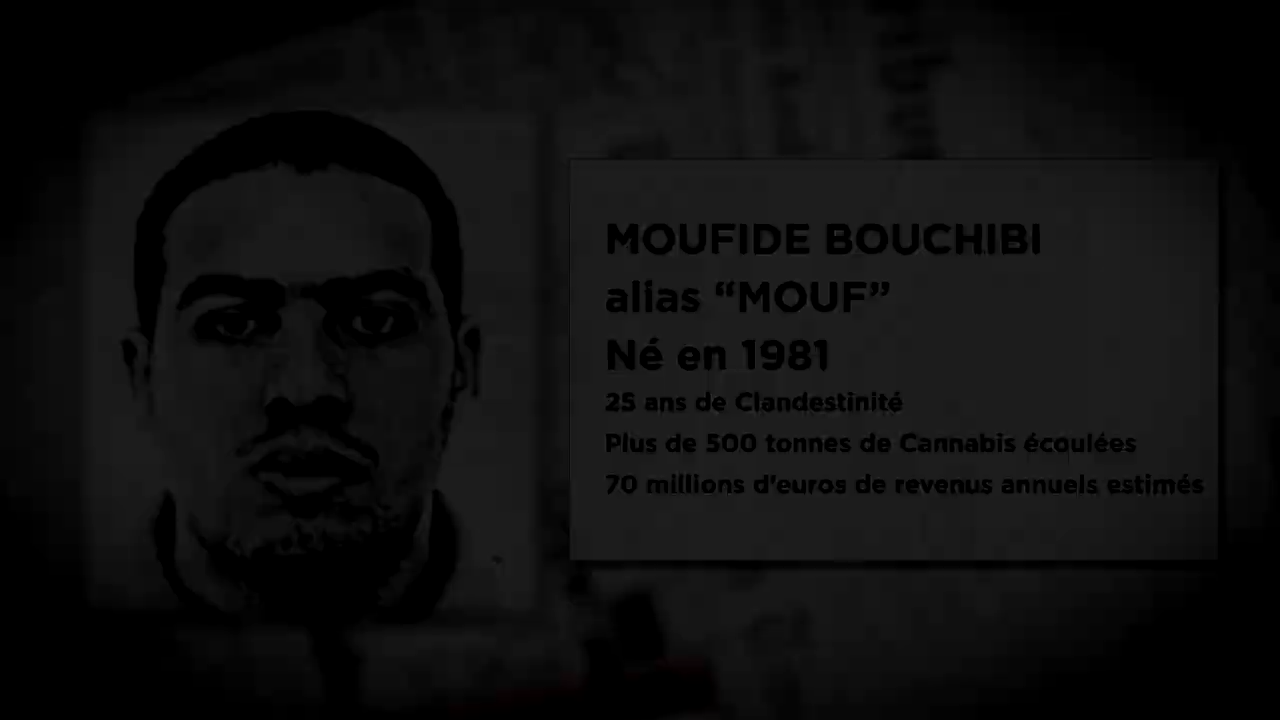 MOUFIDE BOUCHIBI
alias “MOUF”
Né en 1981
25 ans de Clandestinité
Plus de 500 tonnes de Cannabis écoulées
70 millions d'euros de revenus annuels estimés